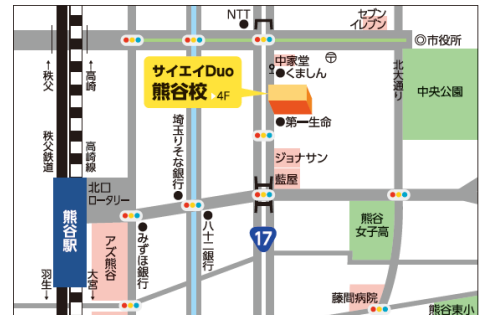 NTT
セブン
イレブン
◎市役所
秩父
高崎
サイエイDuo
熊谷校
4F
中家堂
くましん
〒
北大通り
中央公園
第一生命
埼玉りそな銀行
秩父鉄道
高崎線
ジョナサン
藍屋
北口
ロータリー
熊谷駅
アズ熊谷
みずほ銀行
八十二銀行
17
熊谷
女子高
羽生
大宮
藤間病院
熊谷東小